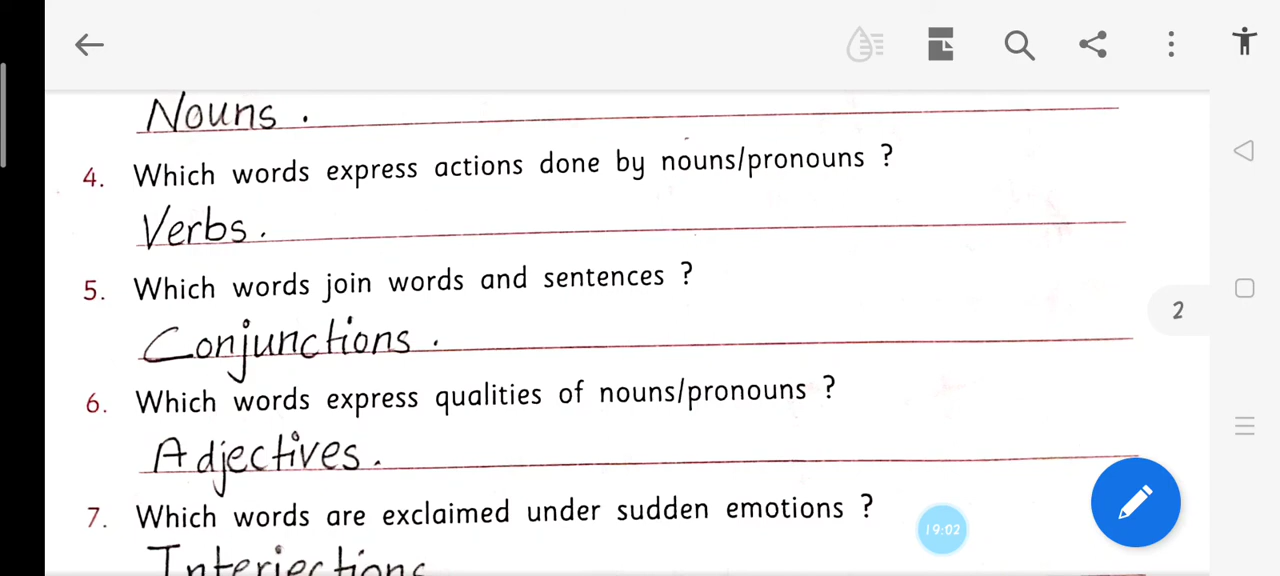 Nouns .
4. Which words express actions done by nouns/pronouns ?
Verbs .
5. Which words join words and sentences ?
2
Conjunctions .
6. Which words express qualities of nouns/pronouns ?
Adjectives .
7. Which words are exclaimed under sudden emotions ?
19:02
Interjections